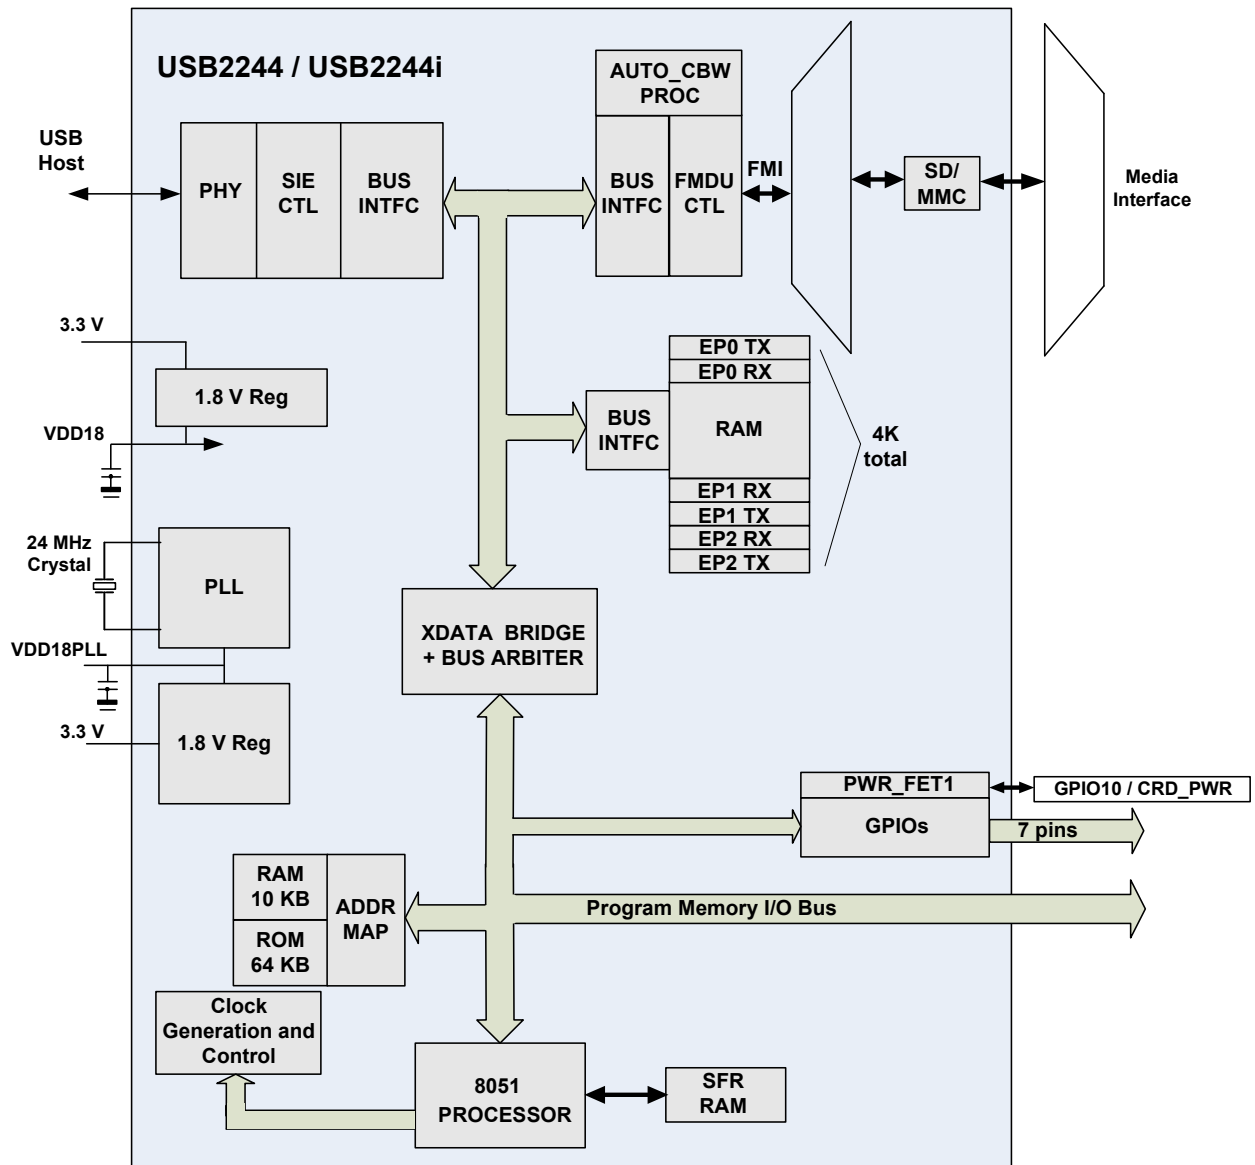 USB2244 / USB2244i
USB
Host
PHY
SIE
CTL
BUS
INTFC
AUTO_CBW
PROC
BUS
INTFC
FMDU
CTL
FMI
SD/
MMC
Media
Interface
3.3 V
1.8 V Reg
VDD18
EP0 TX
EP0 RX
BUS
INTFC
RAM
EP1 RX
EP1 TX
EP2 RX
EP2 TX
4K
total
24 MHz
Crystal
PLL
VDD18PLL
3.3 V
1.8 V Reg
XDATA BRIDGE
+ BUS ARBITER
PWR_FET1
GPIOs
GPIO10 / CRD_PWR
7 pins
RAM
10 KB
ROM
64 KB
ADDR
MAP
Program Memory I/O Bus
Clock
Generation and
Control
8051
PROCESSOR
SFR
RAM